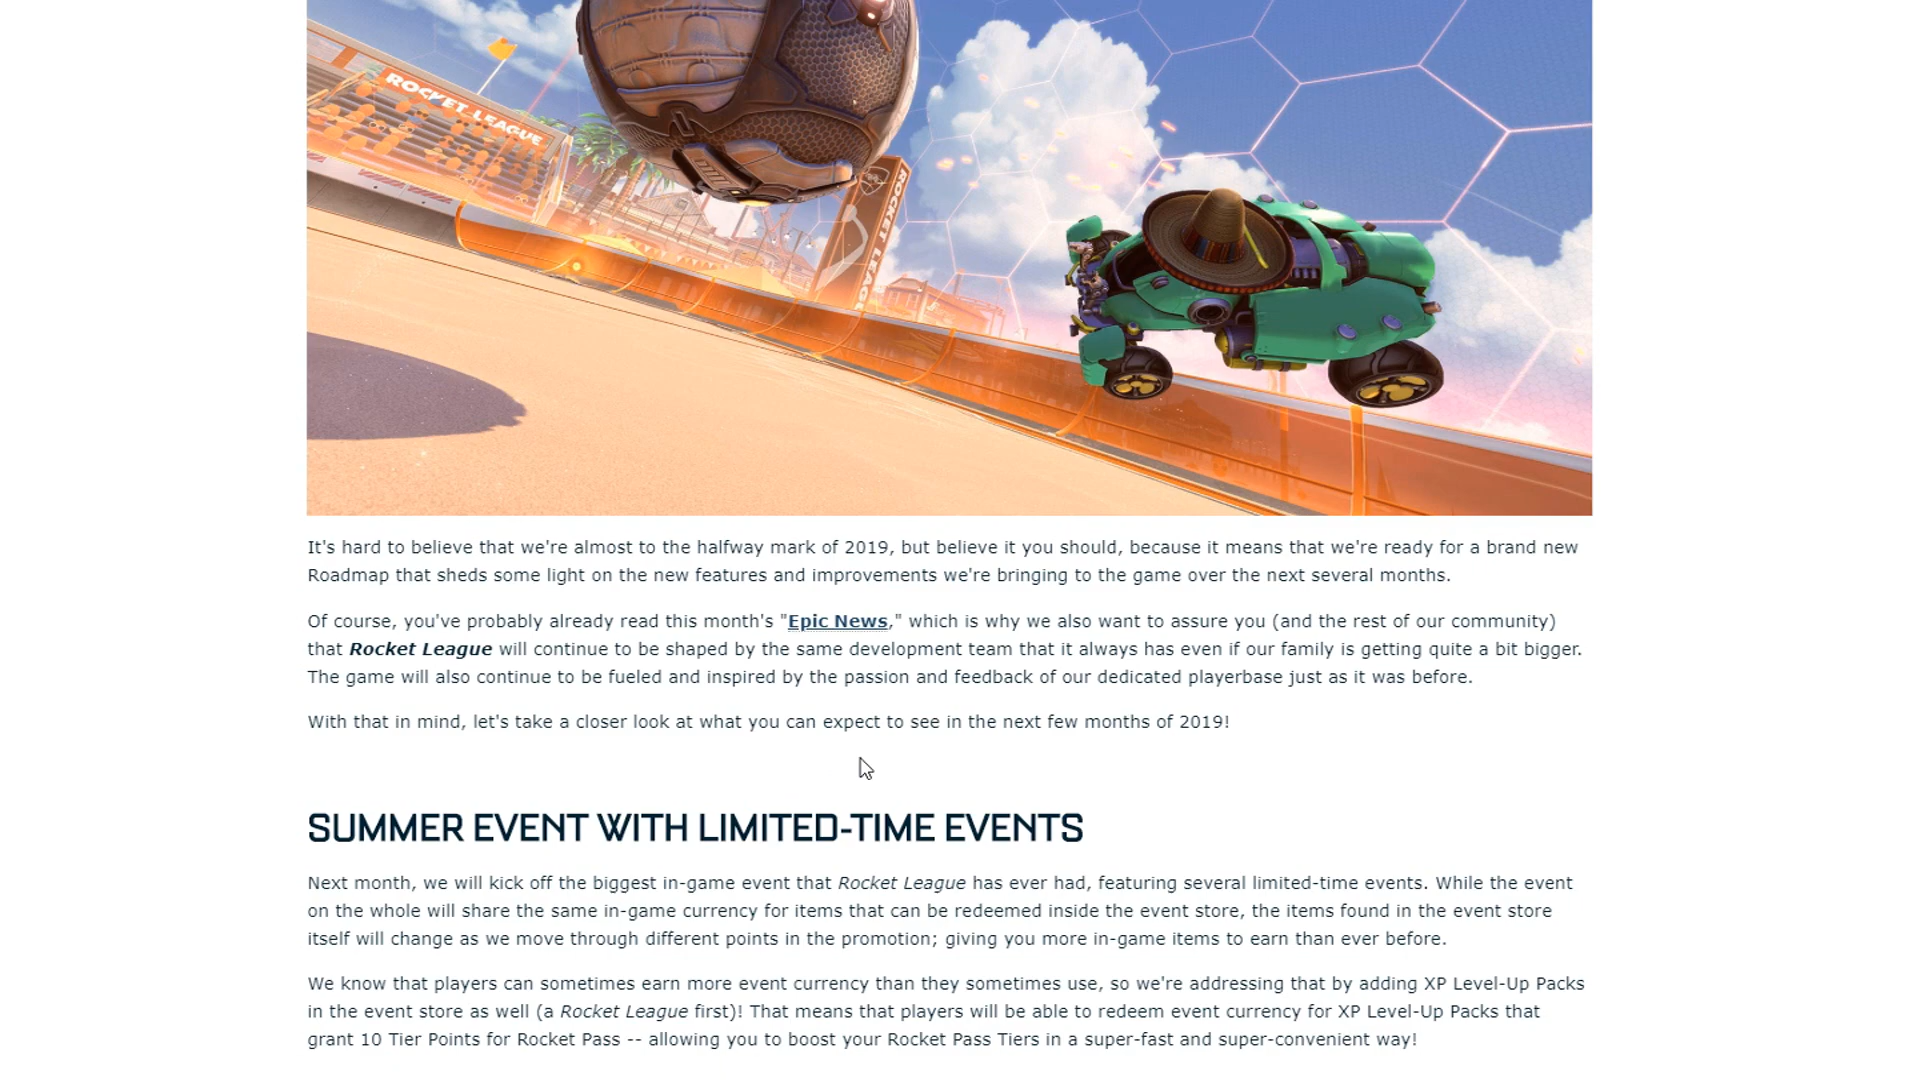 ROCKET LEAGUE
ROCKET LEAGUE
It's hard to believe that we're almost to the halfway mark of 2019, but believe it you should, because it means that we're ready for a brand new
Roadmap that sheds some light on the new features and improvements we're bringing to the game over the next several months.
Of course, you've probably already read this month's "Epic News," which is why we also want to assure you (and the rest of our community)
that Rocket League will continue to be shaped by the same development team that it always has even if our family is getting quite a bit bigger.
The game will also continue to be fueled and inspired by the passion and feedback of our dedicated playerbase just as it was before.
With that in mind, let's take a closer look at what you can expect to see in the next few months of 2019!
SUMMER EVENT WITH LIMITED-TIME EVENTS
Next month, we will kick off the biggest in-game event that Rocket League has ever had, featuring several limited-time events. While the event
on the whole will share the same in-game currency for items that can be redeemed inside the event store, the items found in the event store
itself will change as we move through different points in the promotion; giving you more in-game items to earn than ever before.
We know that players can sometimes earn more event currency than they sometimes use, so we're addressing that by adding XP Level-Up Packs
in the event store as well (a Rocket League first)! That means that players will be able to redeem event currency for XP Level-Up Packs that
grant 10 Tier Points for Rocket Pass -- allowing you to boost your Rocket Pass Tiers in a super-fast and super-convenient way!